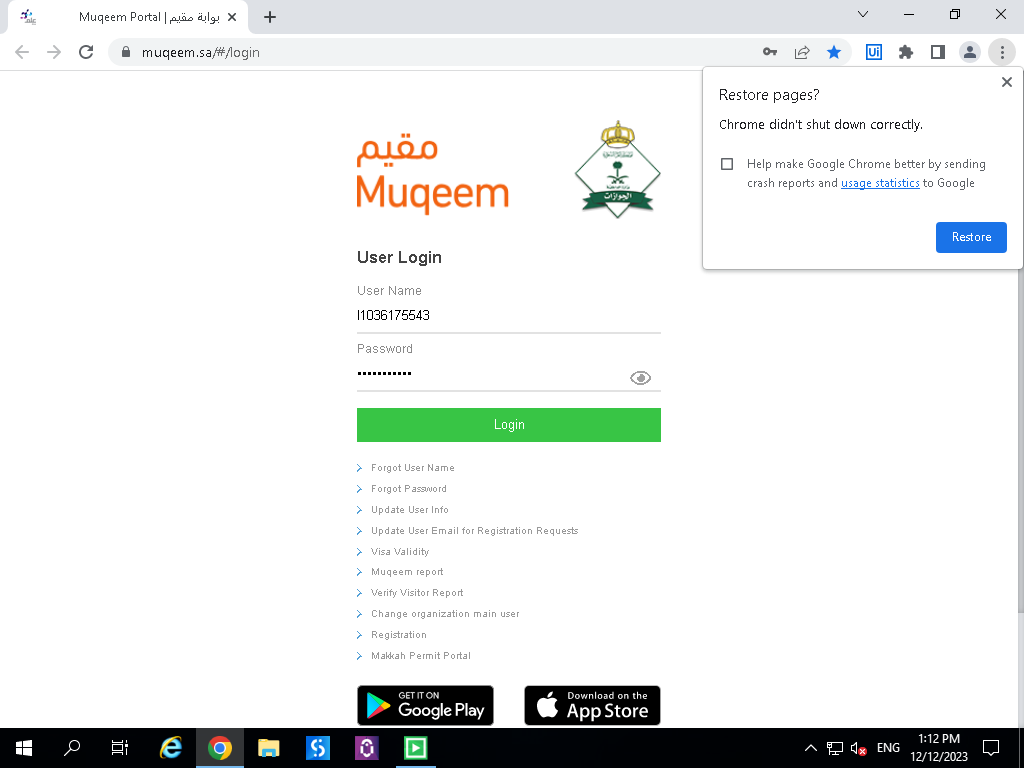 Muqeem Portal | بوابة مقيم
muqeem.sa/#/login
Ui
Restore pages?
Chrome didn't shut down correctly.
Help make Google Chrome better by sending
crash reports and usage statistics to Google
Restore
مقيم
Muqeem
الجوازات
User Login
User Name
I1036175543
Password
•••••••••••
Login
Forgot User Name
Forgot Password
Update User Info
Update User Email for Registration Requests
Visa Validity
Muqeem report
Verify Visitor Report
Change organization main user
Registration
Makkah Permit Portal
GET IT ON
Google Play
Download on the
App Store
ENG
1:12 PM
12/12/2023